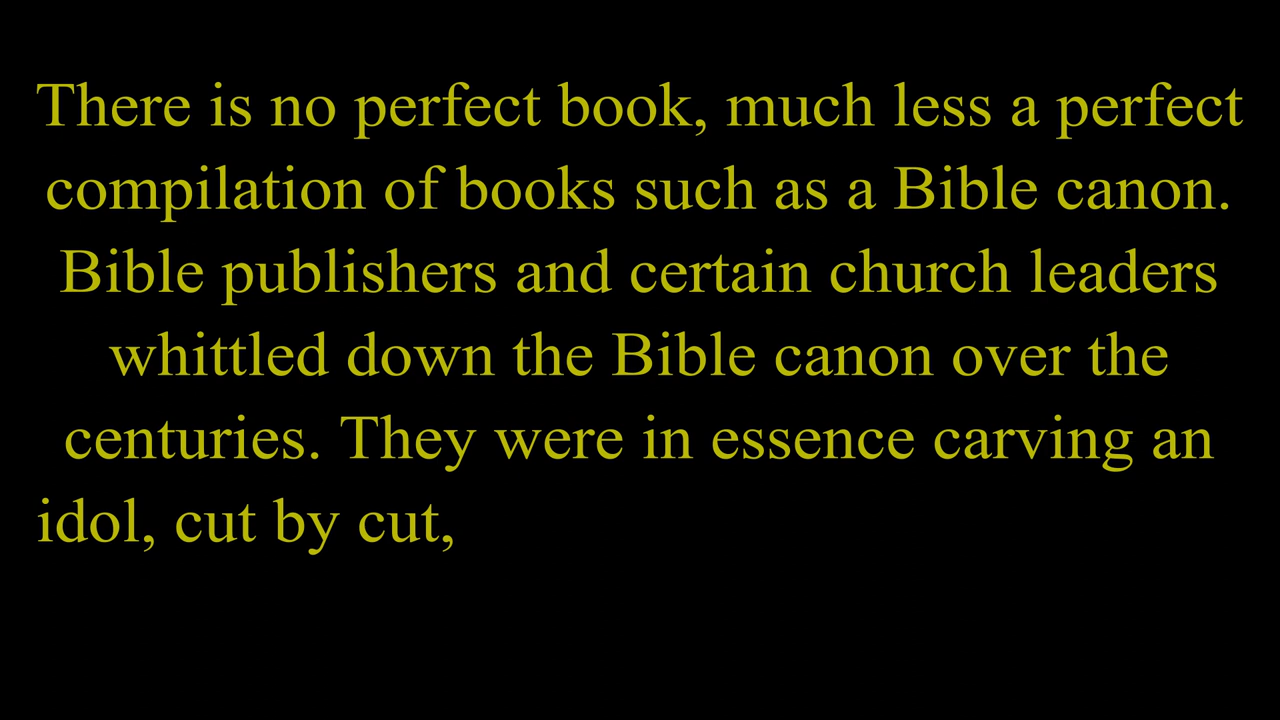 There is no perfect book, much less a perfect
compilation of books such as a Bible canon.
Bible publishers and certain church leaders
whittled down the Bible canon over the
centuries. They were in essence carving an
idol, cut by cut,